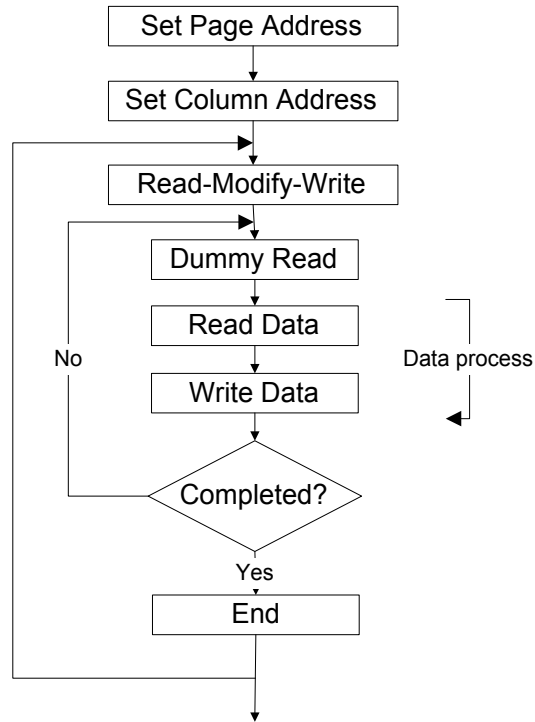 Set Page Address
Set Column Address
Read-Modify-Write
Dummy Read
Read Data
No
Data process
Write Data
Completed?
Yes
End